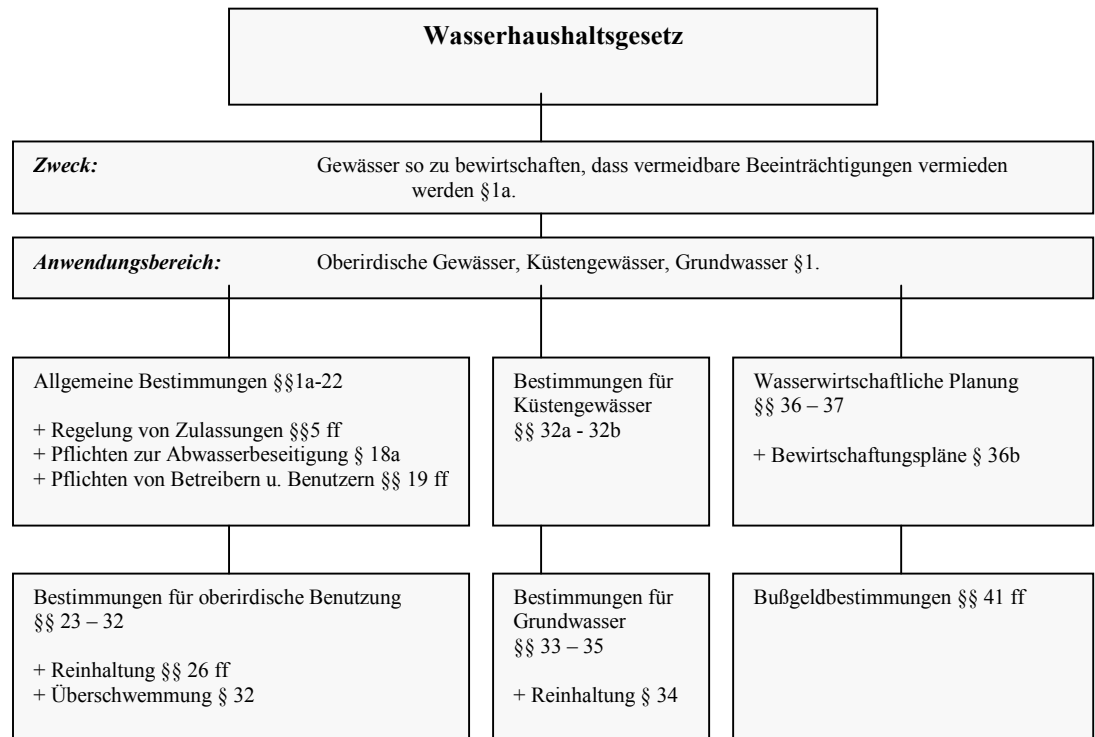 Wasserhaushaltsgesetz
Zweck: Gewässer so zu bewirtschaften, dass vermeidbare Beeinträchtigungen vermieden
werden §1a.
Anwendungsbereich: Oberirdische Gewässer, Küstengewässer, Grundwasser §1.
Allgemeine Bestimmungen §§1a-22
+ Regelung von Zulassungen §§5 ff
+ Pflichten zur Abwasserbeseitigung § 18a
+ Pflichten von Betreibern u. Benutzern §§ 19 ff
Bestimmungen für
Küstengewässer
§§ 32a - 32b
Wasserwirtschaftliche Planung
§§ 36 – 37
+ Bewirtschaftungspläne § 36b
Bestimmungen für oberirdische Benutzung
§§ 23 – 32
+ Reinhaltung §§ 26 ff
+ Überschwemmung § 32
Bestimmungen für
Grundwasser
§§ 33 – 35
+ Reinhaltung § 34
Bußgeldbestimmungen §§ 41 ff